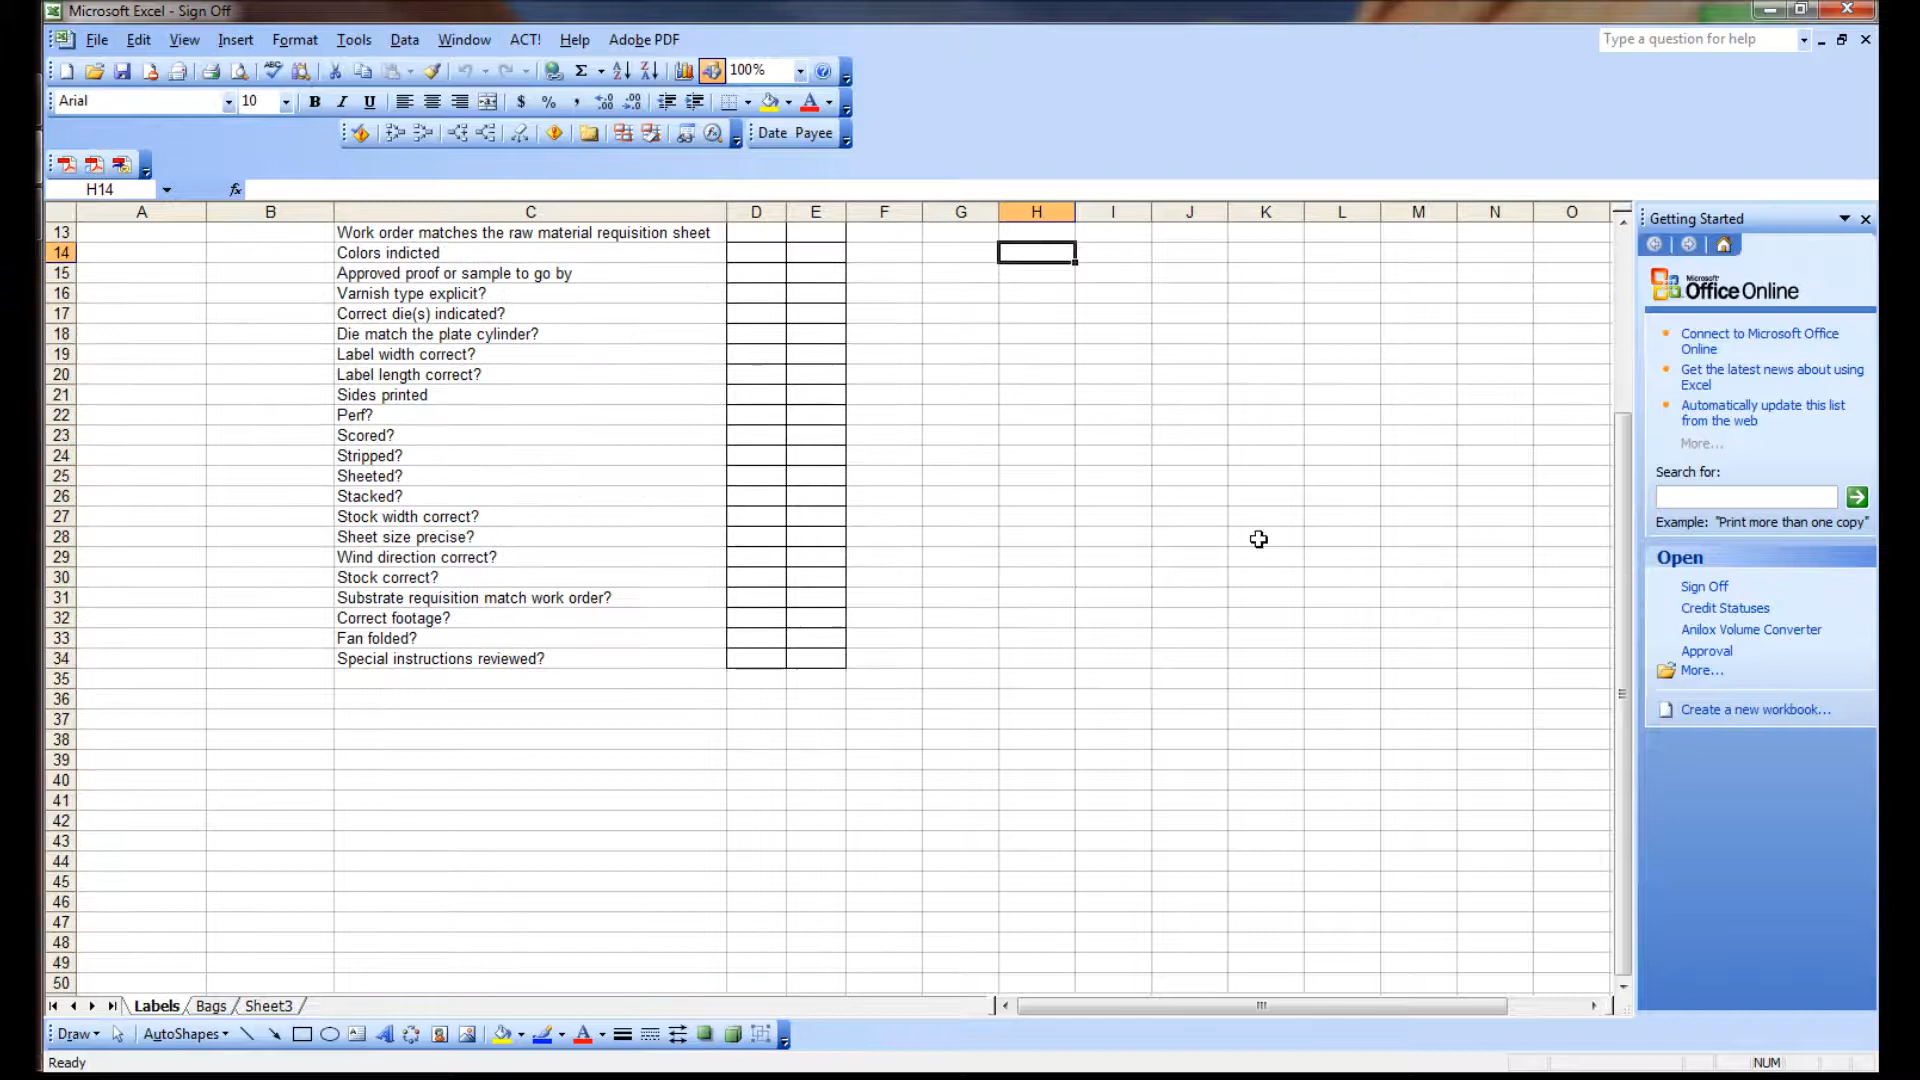 Microsoft Excel - Sign Off
File Edit View Insert Format Tools Data Window ACT! Help Adobe PDF
Type a question for help
100%
Arial 10 B I U $ % ,
Date Payee
H14 fx
A B C D E F G H I J K L M N O
13 Work order matches the raw material requisition sheet
14 Colors indicted
15 Approved proof or sample to go by
16 Varnish type explicit?
17 Correct die(s) indicated?
18 Die match the plate cylinder?
19 Label width correct?
20 Label length correct?
21 Sides printed
22 Perf?
23 Scored?
24 Stripped?
25 Sheeted?
26 Stacked?
27 Stock width correct?
28 Sheet size precise?
29 Wind direction correct?
30 Stock correct?
31 Substrate requisition match work order?
32 Correct footage?
33 Fan folded?
34 Special instructions reviewed?
35
36
37
38
39
40
41
42
43
44
45
46
47
48
49
50
Getting Started
Microsoft
Office Online
Connect to Microsoft Office
Online
Get the latest news about using
Excel
Automatically update this list
from the web
More...
Search for:
Example: "Print more than one copy"
Open
Sign Off
Credit Statuses
Anilox Volume Converter
Approval
More...
Create a new workbook...
Labels Bags Sheet3
Draw AutoShapes
Ready
NUM